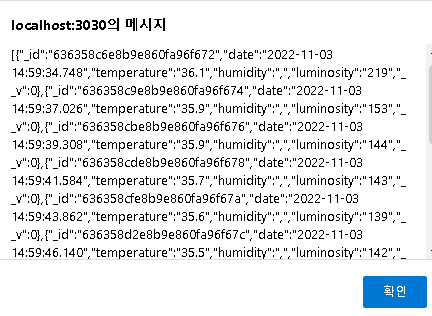 localhost:3030의 메시지
[{"_id":"636358c6e8b9e860fa96f672","date":"2022-11-03
14:59:34.748","temperature":"36.1","humidity":",","luminosity":"219","_
_v":0},{"_id":"636358c9e8b9e860fa96f674","date":"2022-11-03
14:59:37.026","temperature":"35.9","humidity":",","luminosity":"153","_
_v":0},{"_id":"636358cbe8b9e860fa96f676","date":"2022-11-03
14:59:39.308","temperature":"35.9","humidity":",","luminosity":"144","_
_v":0},{"_id":"636358cde8b9e860fa96f678","date":"2022-11-03
14:59:41.584","temperature":"35.7","humidity":",","luminosity":"143","_
_v":0},{"_id":"636358cfe8b9e860fa96f67a","date":"2022-11-03
14:59:43.862","temperature":"35.6","humidity":",","luminosity":"139","_
_v":0},{"_id":"636358d2e8b9e860fa96f67c","date":"2022-11-03
14:59:46.140","temperature":"35.5","humidity":",","luminosity":"142","_
확인